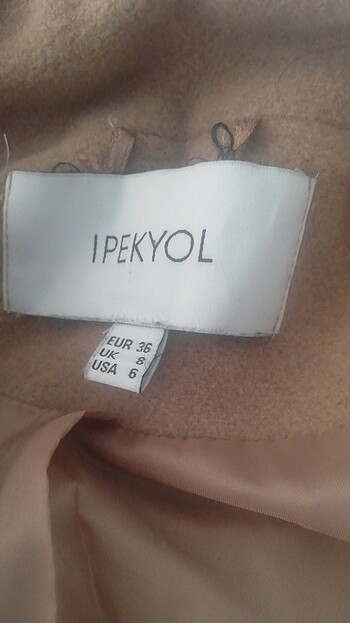 IPEKYOL
EUR 36
UK 8
USA 6